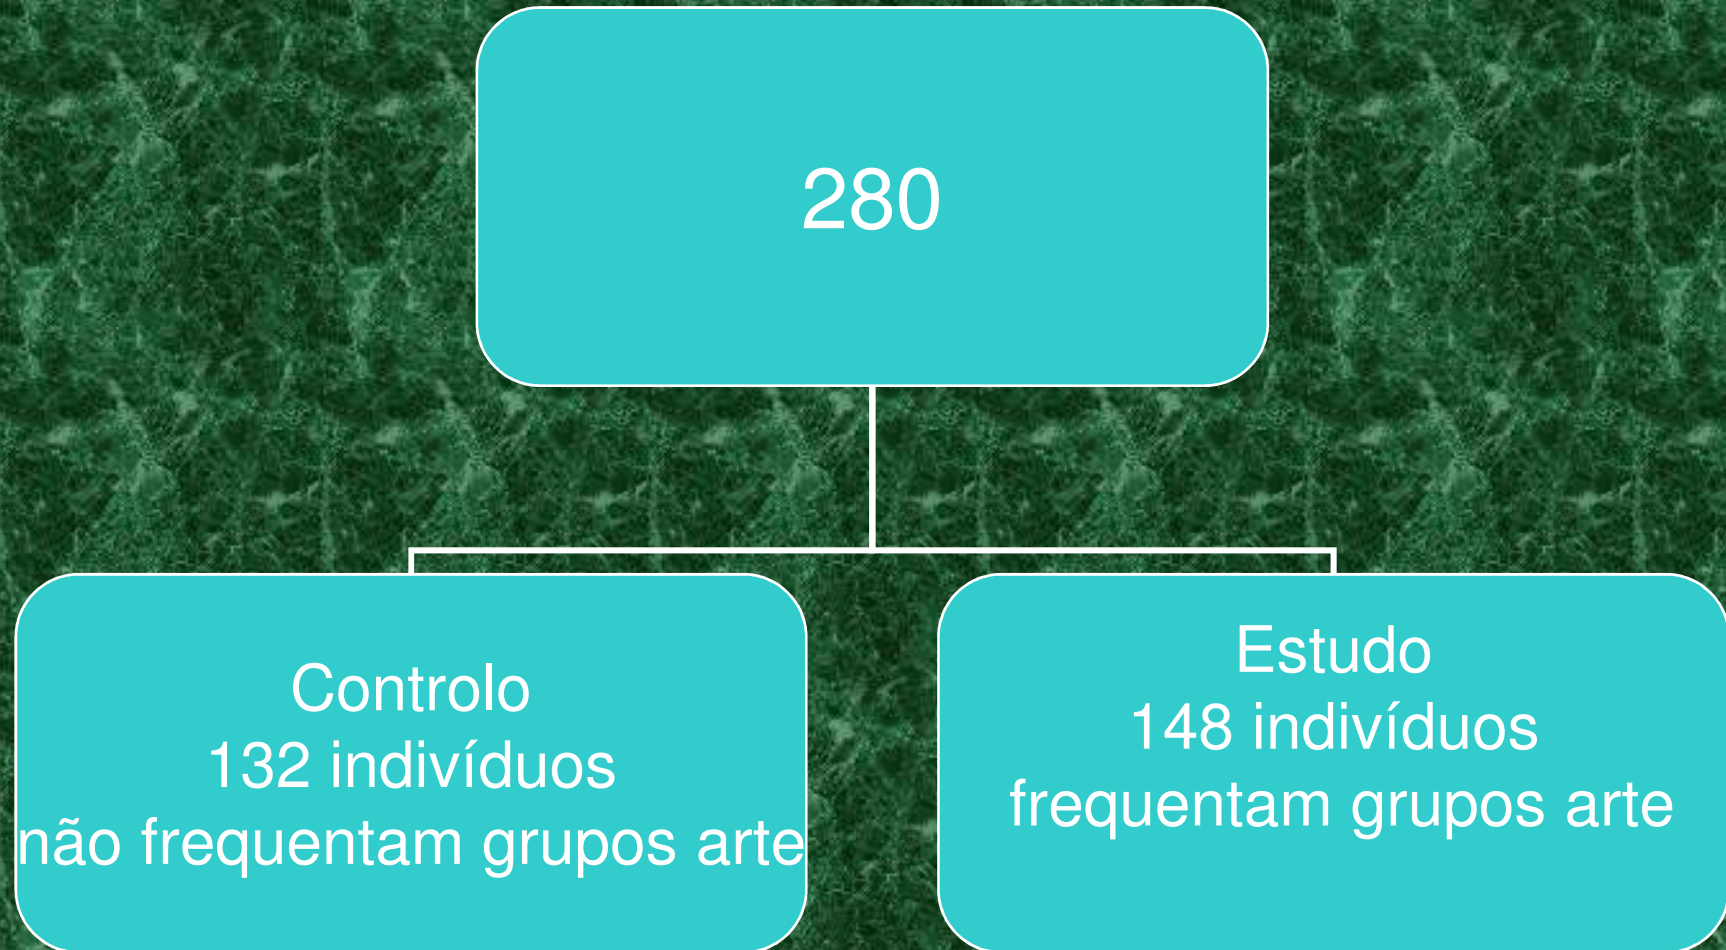 280
Controlo
132 indivíduos
não frequentam grupos arte
Estudo
148 indivíduos
frequentam grupos arte